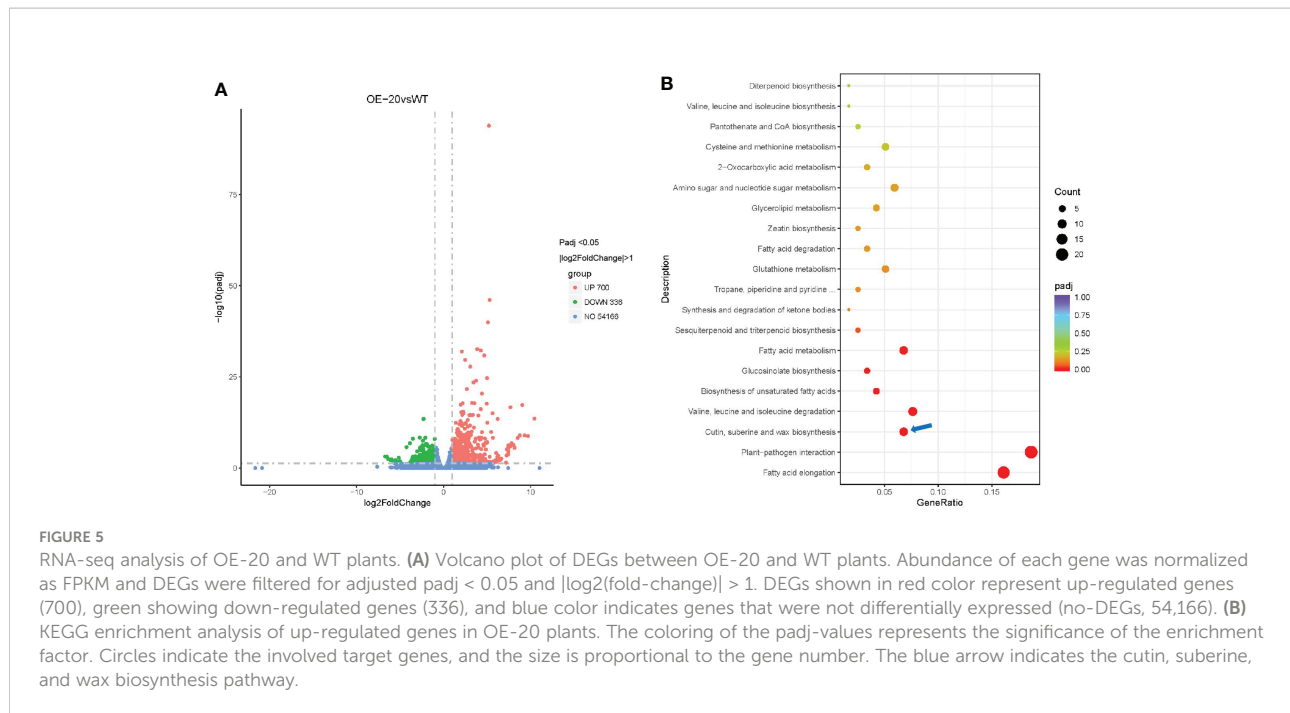 A
OE-20vsWT
75
50
25
0
-log10(padj)
-20
-10
0
10
log2FoldChange
Padj <0.05
|log2FoldChange|>1
group
UP 700
DOWN 336
NO 54166
B
Diterpenoid biosynthesis
Valine, leucine and isoleucine biosynthesis
Pantothenate and CoA biosynthesis
Cysteine and methionine metabolism
2-Oxocarboxylic acid metabolism
Amino sugar and nucleotide sugar metabolism
Glycerolipid metabolism
Zeatin biosynthesis
Fatty acid degradation
Glutathione metabolism
Tropane, piperidine and pyridine ...
Synthesis and degradation of ketone bodies
Sesquiterpenoid and triterpenoid biosynthesis
Fatty acid metabolism
Glucosinolate biosynthesis
Biosynthesis of unsaturated fatty acids
Valine, leucine and isoleucine degradation
Cutin, suberine and wax biosynthesis
Plant-pathogen interaction
Fatty acid elongation
Description
0.05
0.10
0.15
GeneRatio
Count
5
10
15
20
padj
1.00
0.75
0.50
0.25
0.00
FIGURE 5
RNA-seq analysis of OE-20 and WT plants. (A) Volcano plot of DEGs between OE-20 and WT plants. Abundance of each gene was normalized
as FPKM and DEGs were filtered for adjusted padj < 0.05 and |log2(fold-change)| > 1. DEGs shown in red color represent up-regulated genes
(700), green showing down-regulated genes (336), and blue color indicates genes that were not differentially expressed (no-DEGs, 54,166). (B)
KEGG enrichment analysis of up-regulated genes in OE-20 plants. The coloring of the padj-values represents the significance of the enrichment
factor. Circles indicate the involved target genes, and the size is proportional to the gene number. The blue arrow indicates the cutin, suberine,
and wax biosynthesis pathway.